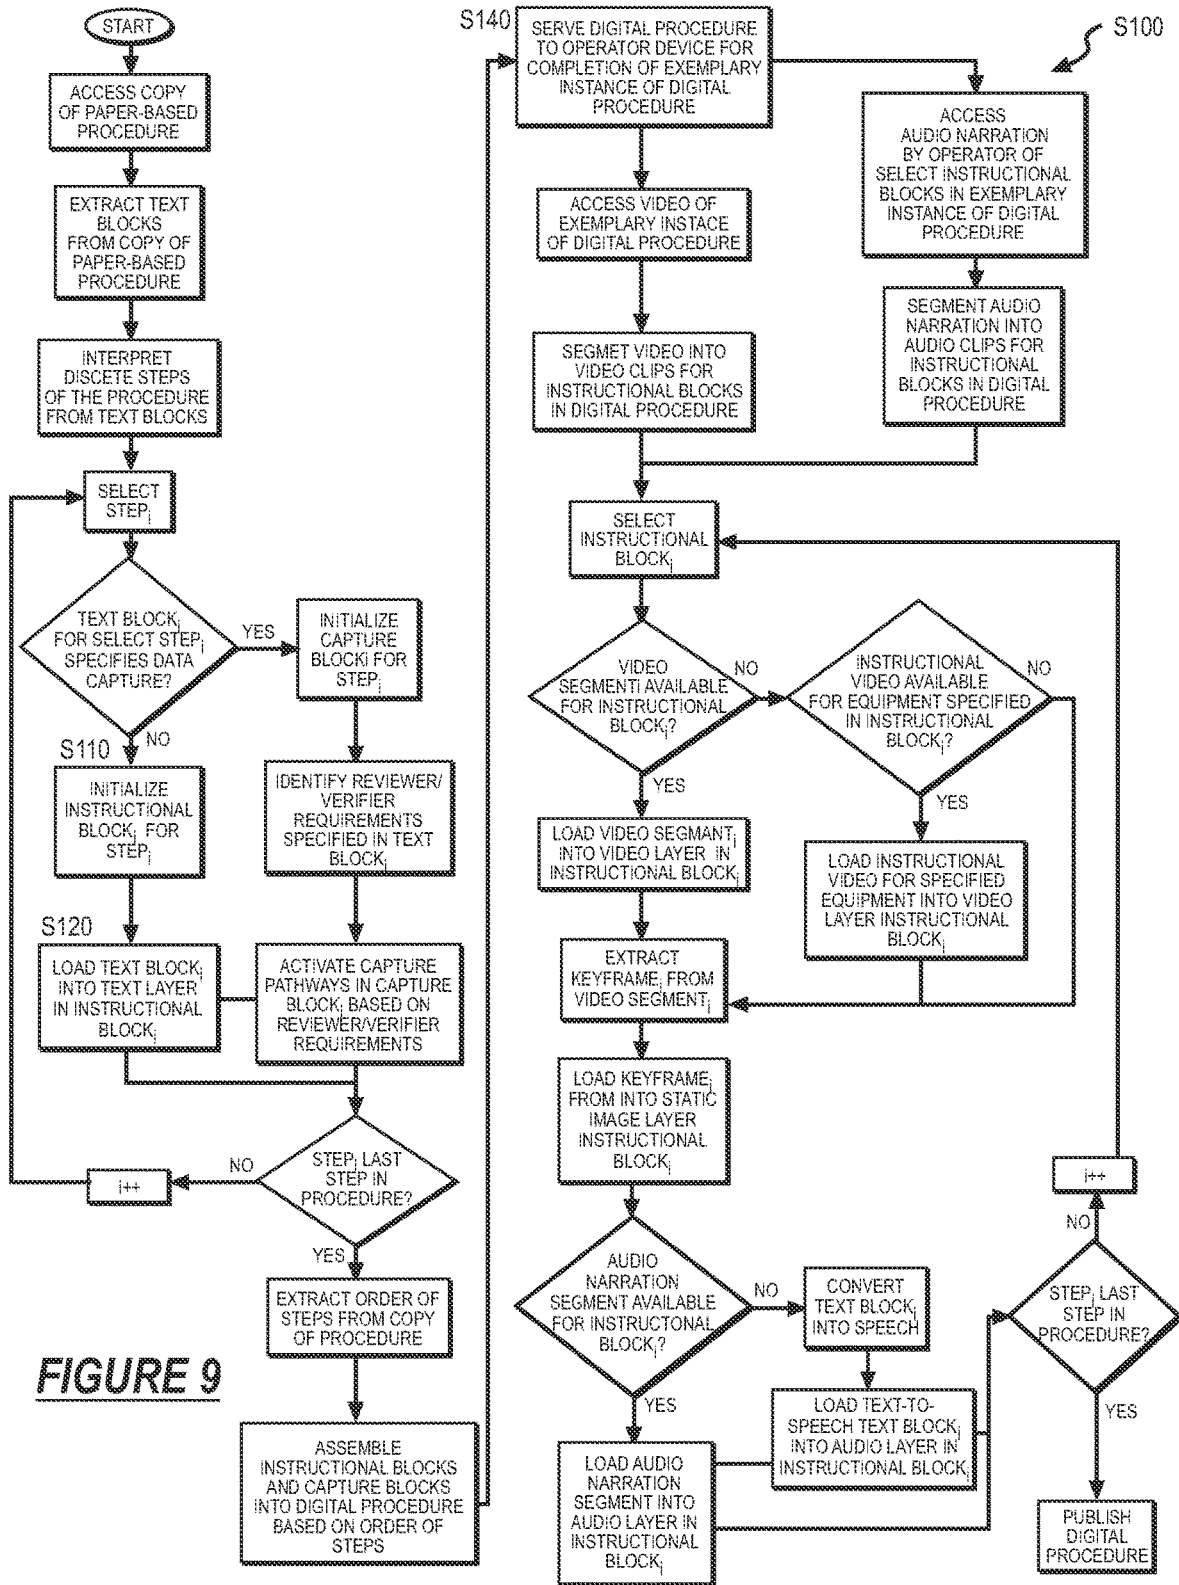 START
ACCESS COPY
OF PAPER-BASED
PROCEDURE
EXTRACT TEXT
BLOCKS
FROM COPY OF
PAPER-BASED
PROCEDURE
INTERPRET
DISCETE STEPS
OF THE PROCEDURE
FROM TEXT BLOCKS
SELECT
STEPi
TEXT BLOCKi
FOR SELECT STEPi
SPECIFIES DATA
CAPTURE?
YES
NO
INITIALIZE
CAPTURE
BLOCKi FOR
STEPi
S110
INITIALIZE
INSTRUCTIONAL
BLOCKi FOR
STEPi
IDENTIFY REVIEWER/
VERIFIER
REQUIREMENTS
SPECIFIED IN TEXT
BLOCKi
S120
LOAD TEXT BLOCKi
INTO TEXT LAYER
IN INSTRUCTIONAL
BLOCKi
ACTIVATE CAPTURE
PATHWAYS IN CAPTURE
BLOCKi BASED ON
REVIEWER/VERIFIER
REQUIREMENTS
STEPi LAST
STEP IN
PROCEDURE?
NO
i++
YES
EXTRACT ORDER OF
STEPS FROM COPY
OF PROCEDURE
FIGURE 9
ASSEMBLE
INSTRUCTIONAL BLOCKS
AND CAPTURE BLOCKS
INTO DIGITAL PROCEDURE
BASED ON ORDER OF
STEPS
S140
SERVE DIGITAL PROCEDURE
TO OPERATOR DEVICE FOR
COMPLETION OF EXEMPLARY
INSTANCE OF DIGITAL
PROCEDURE
S100
ACCESS
AUDIO NARRATION
BY OPERATOR OF
SELECT INSTRUCTIONAL
BLOCKS IN EXEMPLARY
INSTANCE OF DIGITAL
PROCEDURE
ACCESS VIDEO OF
EXEMPLARY INSTACE
OF DIGITAL PROCEDURE
SEGMENT AUDIO
NARRATION INTO
AUDIO CLIPS FOR
INSTRUCTIONAL
BLOCKS IN DIGITAL
PROCEDURE
SEGMET VIDEO INTO
VIDEO CLIPS FOR
INSTRUCTIONAL BLOCKS
IN DIGITAL PROCEDURE
SELECT
INSTRUCTIONAL
BLOCKi
VIDEO
SEGMENTi AVAILABLE
FOR INSTRUCTIONAL
BLOCKi?
NO
YES
INSTRUCTIONAL
VIDEO AVAILABLE
FOR EQUIPMENT SPECIFIED
IN INSTRUCTIONAL
BLOCKi?
NO
YES
LOAD VIDEO SEGMANTi
INTO VIDEO LAYER IN
INSTRUCTIONAL BLOCKi
LOAD INSTRUCTIONAL
VIDEO FOR SPECIFIED
EQUIPMENT INTO VIDEO
LAYER INSTRUCTIONAL
BLOCKi
EXTRACT
KEYFRAMEi FROM
VIDEO SEGMENTi
LOAD KEYFRAMEi
FROM INTO STATIC
IMAGE LAYER
INSTRUCTIONAL
BLOCKi
AUDIO
NARRATION
SEGMENT AVAILABLE
FOR INSTRUCTONAL
BLOCKi?
NO
YES
CONVERT
TEXT BLOCKi
INTO SPEECH
LOAD TEXT-TO-
SPEECH TEXT BLOCKi
INTO AUDIO LAYER IN
INSTRUCTIONAL BLOCKi
LOAD AUDIO
NARRATION
SEGMENT INTO
AUDIO LAYER IN
INSTRUCTIONAL
BLOCKi
i++
NO
STEPi LAST
STEP IN
PROCEDURE?
YES
PUBLISH
DIGITAL
PROCEDURE